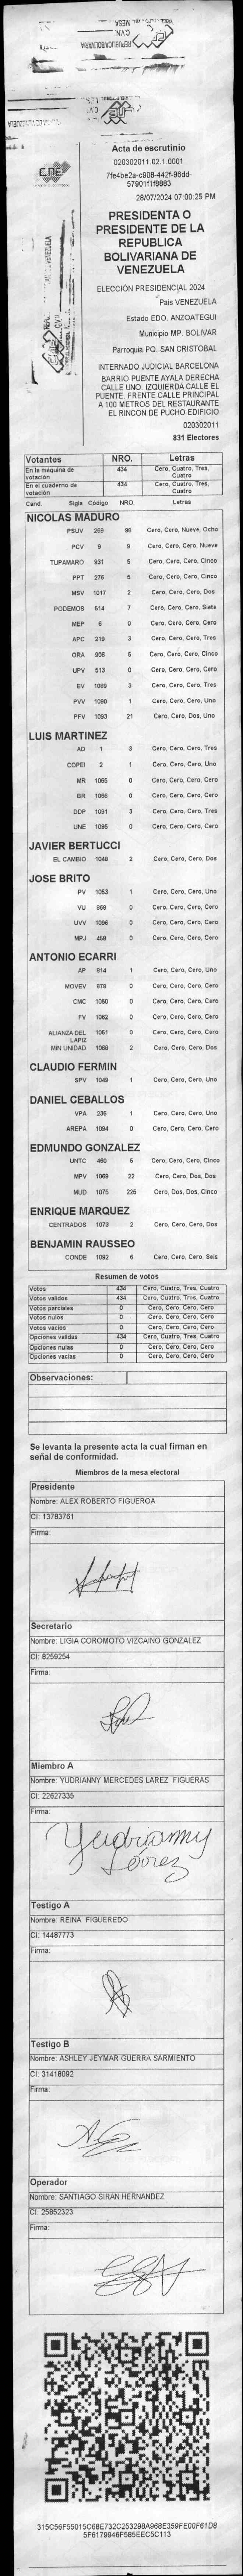 Acta de escrutinio
020302011.02.1.0001
7fe4be2a-c908-442f-96dd-
57901f1f8883
28/07/2024 07:00:25 PM
PRESIDENTA O
PRESIDENTE DE LA
REPUBLICA
BOLIVARIANA DE
VENEZUELA
ELECCIÓN PRESIDENCIAL 2024
País VENEZUELA
Estado EDO. ANZOATEGUI
Municipio MP. BOLIVAR
Parroquia PQ. SAN CRISTOBAL
INTERNADO JUDICIAL BARCELONA
BARRIO PUENTE AYALA DERECHA
CALLE UNO. IZQUIERDA CALLE EL
PUENTE. FRENTE CALLE PRINCIPAL
A 100 METROS DEL RESTAURANTE
EL RINCON DE PUCHO EDIFICIO
020302011
831 Electores
Votantes NRO. Letras
En la máquina de votación 434 Cero, Cuatro, Tres, Cuatro
En el cuaderno de votación 434 Cero, Cuatro, Tres, Cuatro
Cand. Sigla Código NRO. Letras
NICOLAS MADURO
PSUV 269 98 Cero, Cero, Nueve, Ocho
PCV 9 9 Cero, Cero, Cero, Nueve
TUPAMARO 931 5 Cero, Cero, Cero, Cinco
PPT 276 5 Cero, Cero, Cero, Cinco
MSV 1017 2 Cero, Cero, Cero, Dos
PODEMOS 514 7 Cero, Cero, Cero, Siete
MEP 6 0 Cero, Cero, Cero, Cero
APC 219 3 Cero, Cero, Cero, Tres
ORA 906 5 Cero, Cero, Cero, Cinco
UPV 513 0 Cero, Cero, Cero, Cero
EV 1089 3 Cero, Cero, Cero, Tres
PVV 1090 1 Cero, Cero, Cero, Uno
PFV 1093 21 Cero, Cero, Dos, Uno
LUIS MARTINEZ
AD 1 3 Cero, Cero, Cero, Tres
COPEI 2 1 Cero, Cero, Cero, Uno
MR 1065 0 Cero, Cero, Cero, Cero
BR 1066 0 Cero, Cero, Cero, Cero
DDP 1091 3 Cero, Cero, Cero, Tres
UNE 1095 0 Cero, Cero, Cero, Cero
JAVIER BERTUCCI
EL CAMBIO 1048 2 Cero, Cero, Cero, Dos
JOSE BRITO
PV 1053 1 Cero, Cero, Cero, Uno
VU 868 0 Cero, Cero, Cero, Cero
UVV 1096 0 Cero, Cero, Cero, Cero
MPJ 458 0 Cero, Cero, Cero, Cero
ANTONIO ECARRI
AP 614 1 Cero, Cero, Cero, Uno
MOVEV 878 0 Cero, Cero, Cero, Cero
CMC 1050 0 Cero, Cero, Cero, Cero
FV 1062 0 Cero, Cero, Cero, Cero
ALIANZA DEL LAPIZ 1051 0 Cero, Cero, Cero, Cero
MIN UNIDAD 1069 2 Cero, Cero, Cero, Dos
CLAUDIO FERMIN
SPV 1049 1 Cero, Cero, Cero, Uno
DANIEL CEBALLOS
VPA 236 1 Cero, Cero, Cero, Uno
AREPA 1094 0 Cero, Cero, Cero, Cero
EDMUNDO GONZALEZ
UNTC 460 5 Cero, Cero, Cero, Cinco
MPV 1069 22 Cero, Cero, Dos, Dos
MUD 1075 225 Cero, Dos, Dos, Cinco
ENRIQUE MARQUEZ
CENTRADOS 1073 2 Cero, Cero, Cero, Dos
BENJAMIN RAUSSEO
CONDE 1092 6 Cero, Cero, Cero, Seis
Resumen de votos
Votos 434 Cero, Cuatro, Tres, Cuatro
Votos validos 434 Cero, Cuatro, Tres, Cuatro
Votos parciales 0 Cero, Cero, Cero, Cero
Votos nulos 0 Cero, Cero, Cero, Cero
Votos vacios 0 Cero, Cero, Cero, Cero
Opciones validas 434 Cero, Cuatro, Tres, Cuatro
Opciones nulas 0 Cero, Cero, Cero, Cero
Opciones vacias 0 Cero, Cero, Cero, Cero
Observaciones:
Se levanta la presente acta la cual firman en
señal de conformidad.
Miembros de la mesa electoral
Presidente
Nombre: ALEX ROBERTO FIGUEROA
CI: 13783761
Firma:
Secretario
Nombre: LIGIA COROMOTO VIZCAINO GONZALEZ
CI: 8259254
Firma:
Miembro A
Nombre: YUDRIANNY MERCEDES LAREZ FIGUERAS
CI: 22627335
Firma:
Yudrianny
Lárez
Testigo A
Nombre: REINA FIGUEREDO
CI: 14487773
Firma:
Testigo B
Nombre: ASHLEY JEYMAR GUERRA SARMIENTO
CI: 31418092
Firma:
Operador
Nombre: SANTIAGO SIRAN HERNANDEZ
CI: 25852323
Firma:
315C56F55015C68E732C253298A968E359FE00F61D8
5F6179946F565EEC5C113